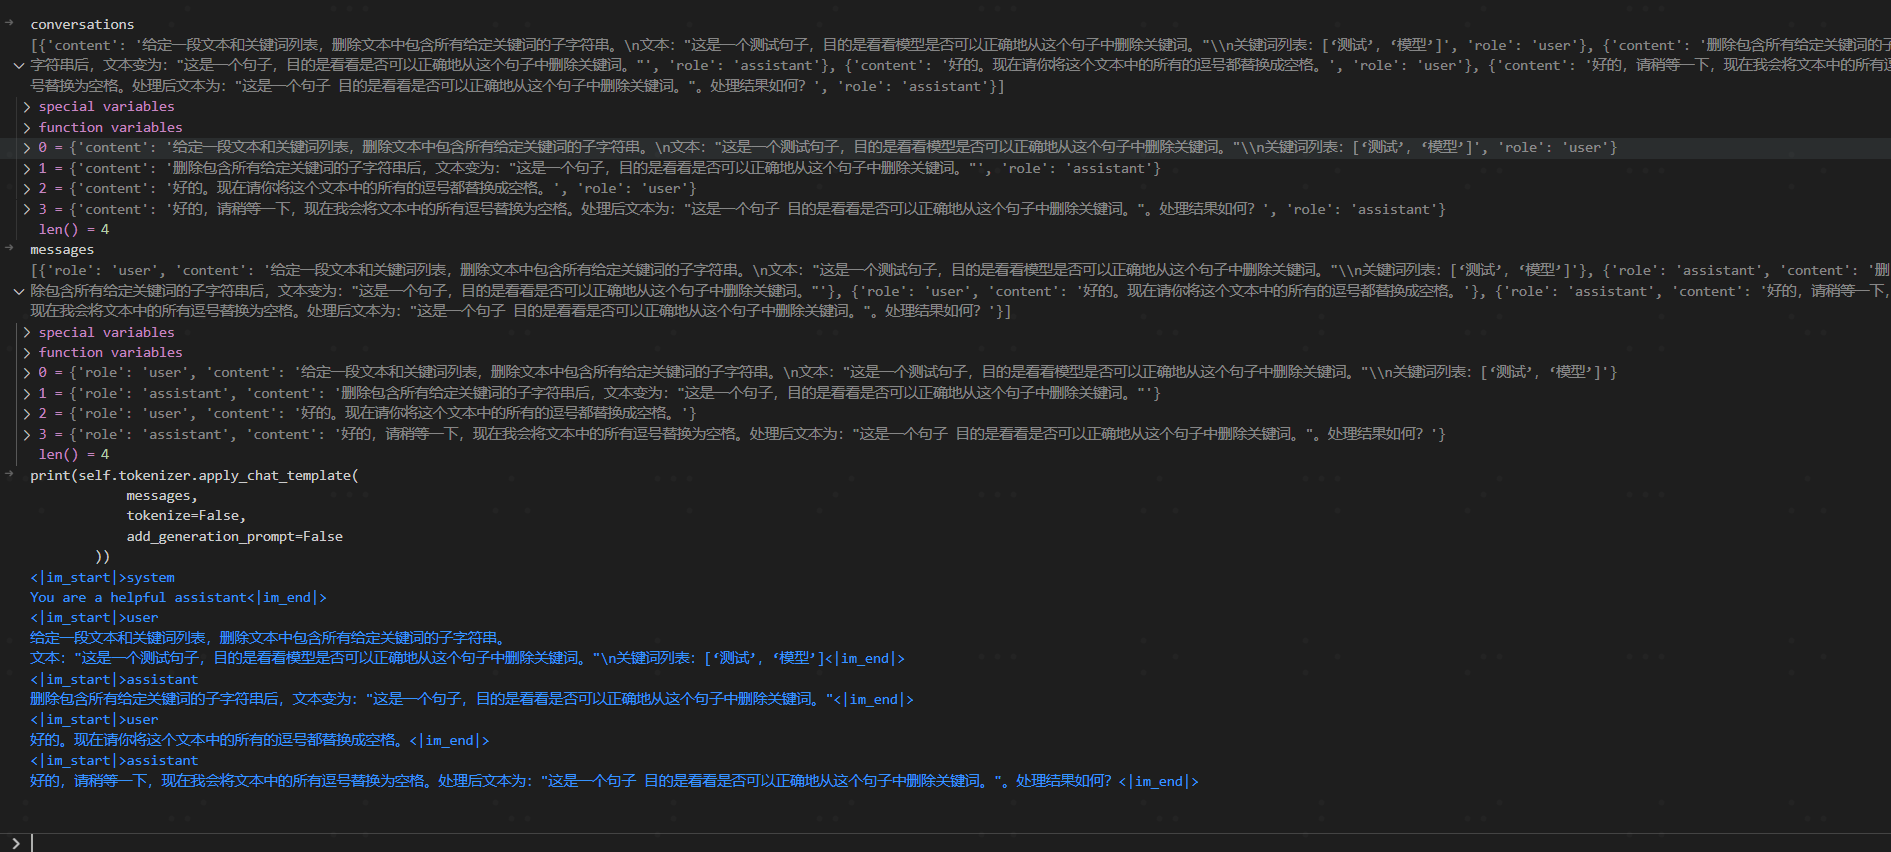 conversations
[{'content': '给定一段文本和关键词列表，删除文本中包含所有给定关键词的子字符串。\n文本："这是一个测试句子，目的是看看模型是否可以正确地从这个句子中删除关键词。"\\n关键词列表：[‘测试’，‘模型’]', 'role': 'user'}, {'content': '删除包含所有给定关键词的子
字符串后，文本变为："这是一个句子，目的是看看是否可以正确地从这个句子中删除关键词。"', 'role': 'assistant'}, {'content': '好的。现在请你将这个文本中的所有的逗号都替换成空格。', 'role': 'user'}, {'content': '好的，请稍等一下，现在我会将文本中的所有逗
号替换为空格。处理后文本为："这是一个句子 目的是看看是否可以正确地从这个句子中删除关键词。"。处理结果如何？', 'role': 'assistant'}]
special variables
function variables
0 = {'content': '给定一段文本和关键词列表，删除文本中包含所有给定关键词的子字符串。\n文本："这是一个测试句子，目的是看看模型是否可以正确地从这个句子中删除关键词。"\\n关键词列表：[‘测试’，‘模型’]', 'role': 'user'}
1 = {'content': '删除包含所有给定关键词的子字符串后，文本变为："这是一个句子，目的是看看是否可以正确地从这个句子中删除关键词。"', 'role': 'assistant'}
2 = {'content': '好的。现在请你将这个文本中的所有的逗号都替换成空格。', 'role': 'user'}
3 = {'content': '好的，请稍等一下，现在我会将文本中的所有逗号替换为空格。处理后文本为："这是一个句子 目的是看看是否可以正确地从这个句子中删除关键词。"。处理结果如何？', 'role': 'assistant'}
len() = 4
messages
[{'role': 'user', 'content': '给定一段文本和关键词列表，删除文本中包含所有给定关键词的子字符串。\n文本："这是一个测试句子，目的是看看模型是否可以正确地从这个句子中删除关键词。"\\n关键词列表：[‘测试’，‘模型’]'}, {'role': 'assistant', 'content': '删
除包含所有给定关键词的子字符串后，文本变为："这是一个句子，目的是看看是否可以正确地从这个句子中删除关键词。"'}, {'role': 'user', 'content': '好的。现在请你将这个文本中的所有的逗号都替换成空格。'}, {'role': 'assistant', 'content': '好的，请稍等一下，
现在我会将文本中的所有逗号替换为空格。处理后文本为："这是一个句子 目的是看看是否可以正确地从这个句子中删除关键词。"。处理结果如何？'}]
special variables
function variables
0 = {'role': 'user', 'content': '给定一段文本和关键词列表，删除文本中包含所有给定关键词的子字符串。\n文本："这是一个测试句子，目的是看看模型是否可以正确地从这个句子中删除关键词。"\\n关键词列表：[‘测试’，‘模型’]'}
1 = {'role': 'assistant', 'content': '删除包含所有给定关键词的子字符串后，文本变为："这是一个句子，目的是看看是否可以正确地从这个句子中删除关键词。"'}
2 = {'role': 'user', 'content': '好的。现在请你将这个文本中的所有的逗号都替换成空格。'}
3 = {'role': 'assistant', 'content': '好的，请稍等一下，现在我会将文本中的所有逗号替换为空格。处理后文本为："这是一个句子 目的是看看是否可以正确地从这个句子中删除关键词。"。处理结果如何？'}
len() = 4
print(self.tokenizer.apply_chat_template(
messages,
tokenize=False,
add_generation_prompt=False
))
<|im_start|>system
You are a helpful assistant<|im_end|>
<|im_start|>user
给定一段文本和关键词列表，删除文本中包含所有给定关键词的子字符串。
文本："这是一个测试句子，目的是看看模型是否可以正确地从这个句子中删除关键词。"\n关键词列表：[‘测试’，‘模型’]<|im_end|>
<|im_start|>assistant
删除包含所有给定关键词的子字符串后，文本变为："这是一个句子，目的是看看是否可以正确地从这个句子中删除关键词。"<|im_end|>
<|im_start|>user
好的。现在请你将这个文本中的所有的逗号都替换成空格。<|im_end|>
<|im_start|>assistant
好的，请稍等一下，现在我会将文本中的所有逗号替换为空格。处理后文本为："这是一个句子 目的是看看是否可以正确地从这个句子中删除关键词。"。处理结果如何？<|im_end|>